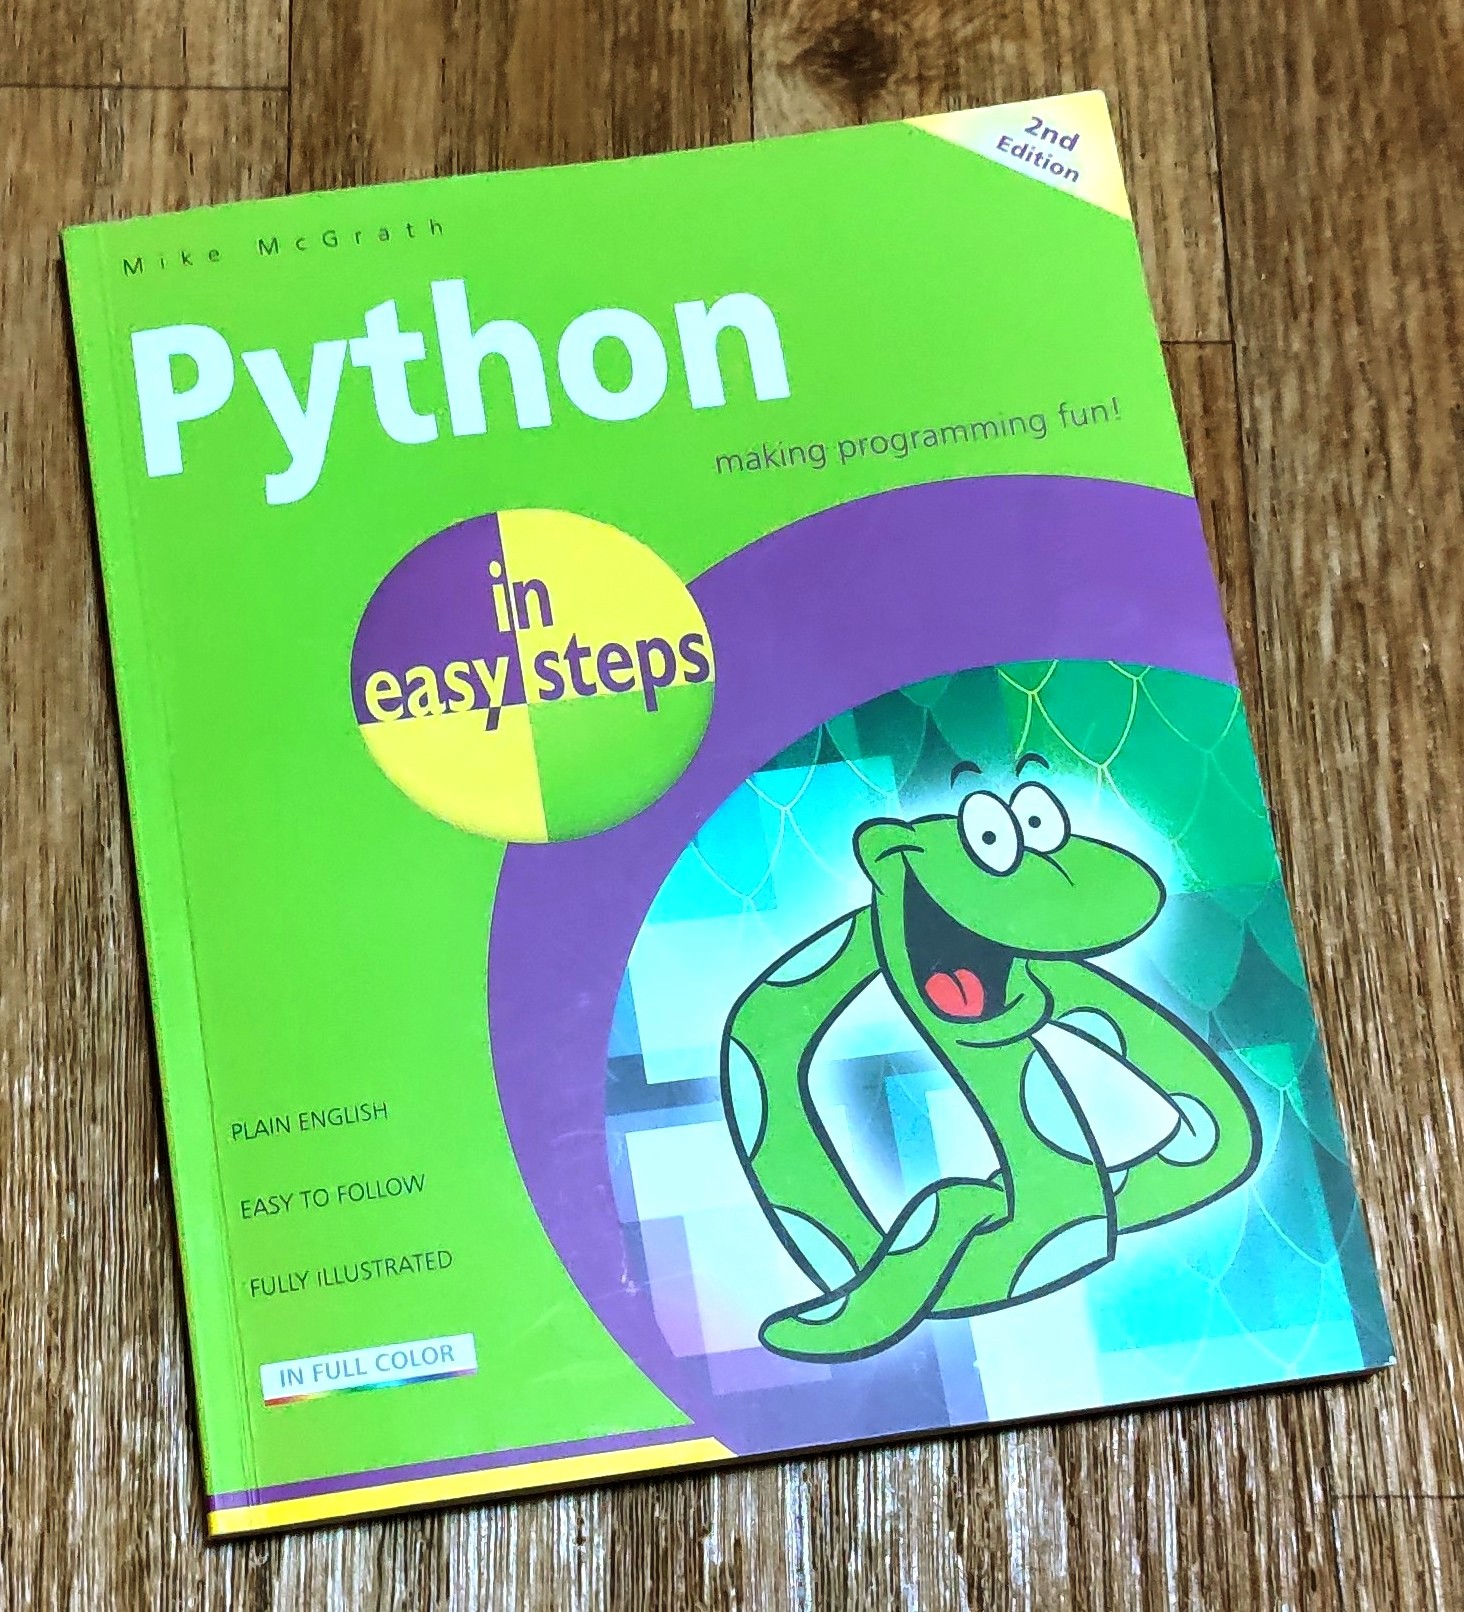 2nd
Edition
Mike McGrath
Python
making programming fun!
in
easy steps
PLAIN ENGLISH
EASY TO FOLLOW
FULLY ILLUSTRATED
IN FULL COLOR